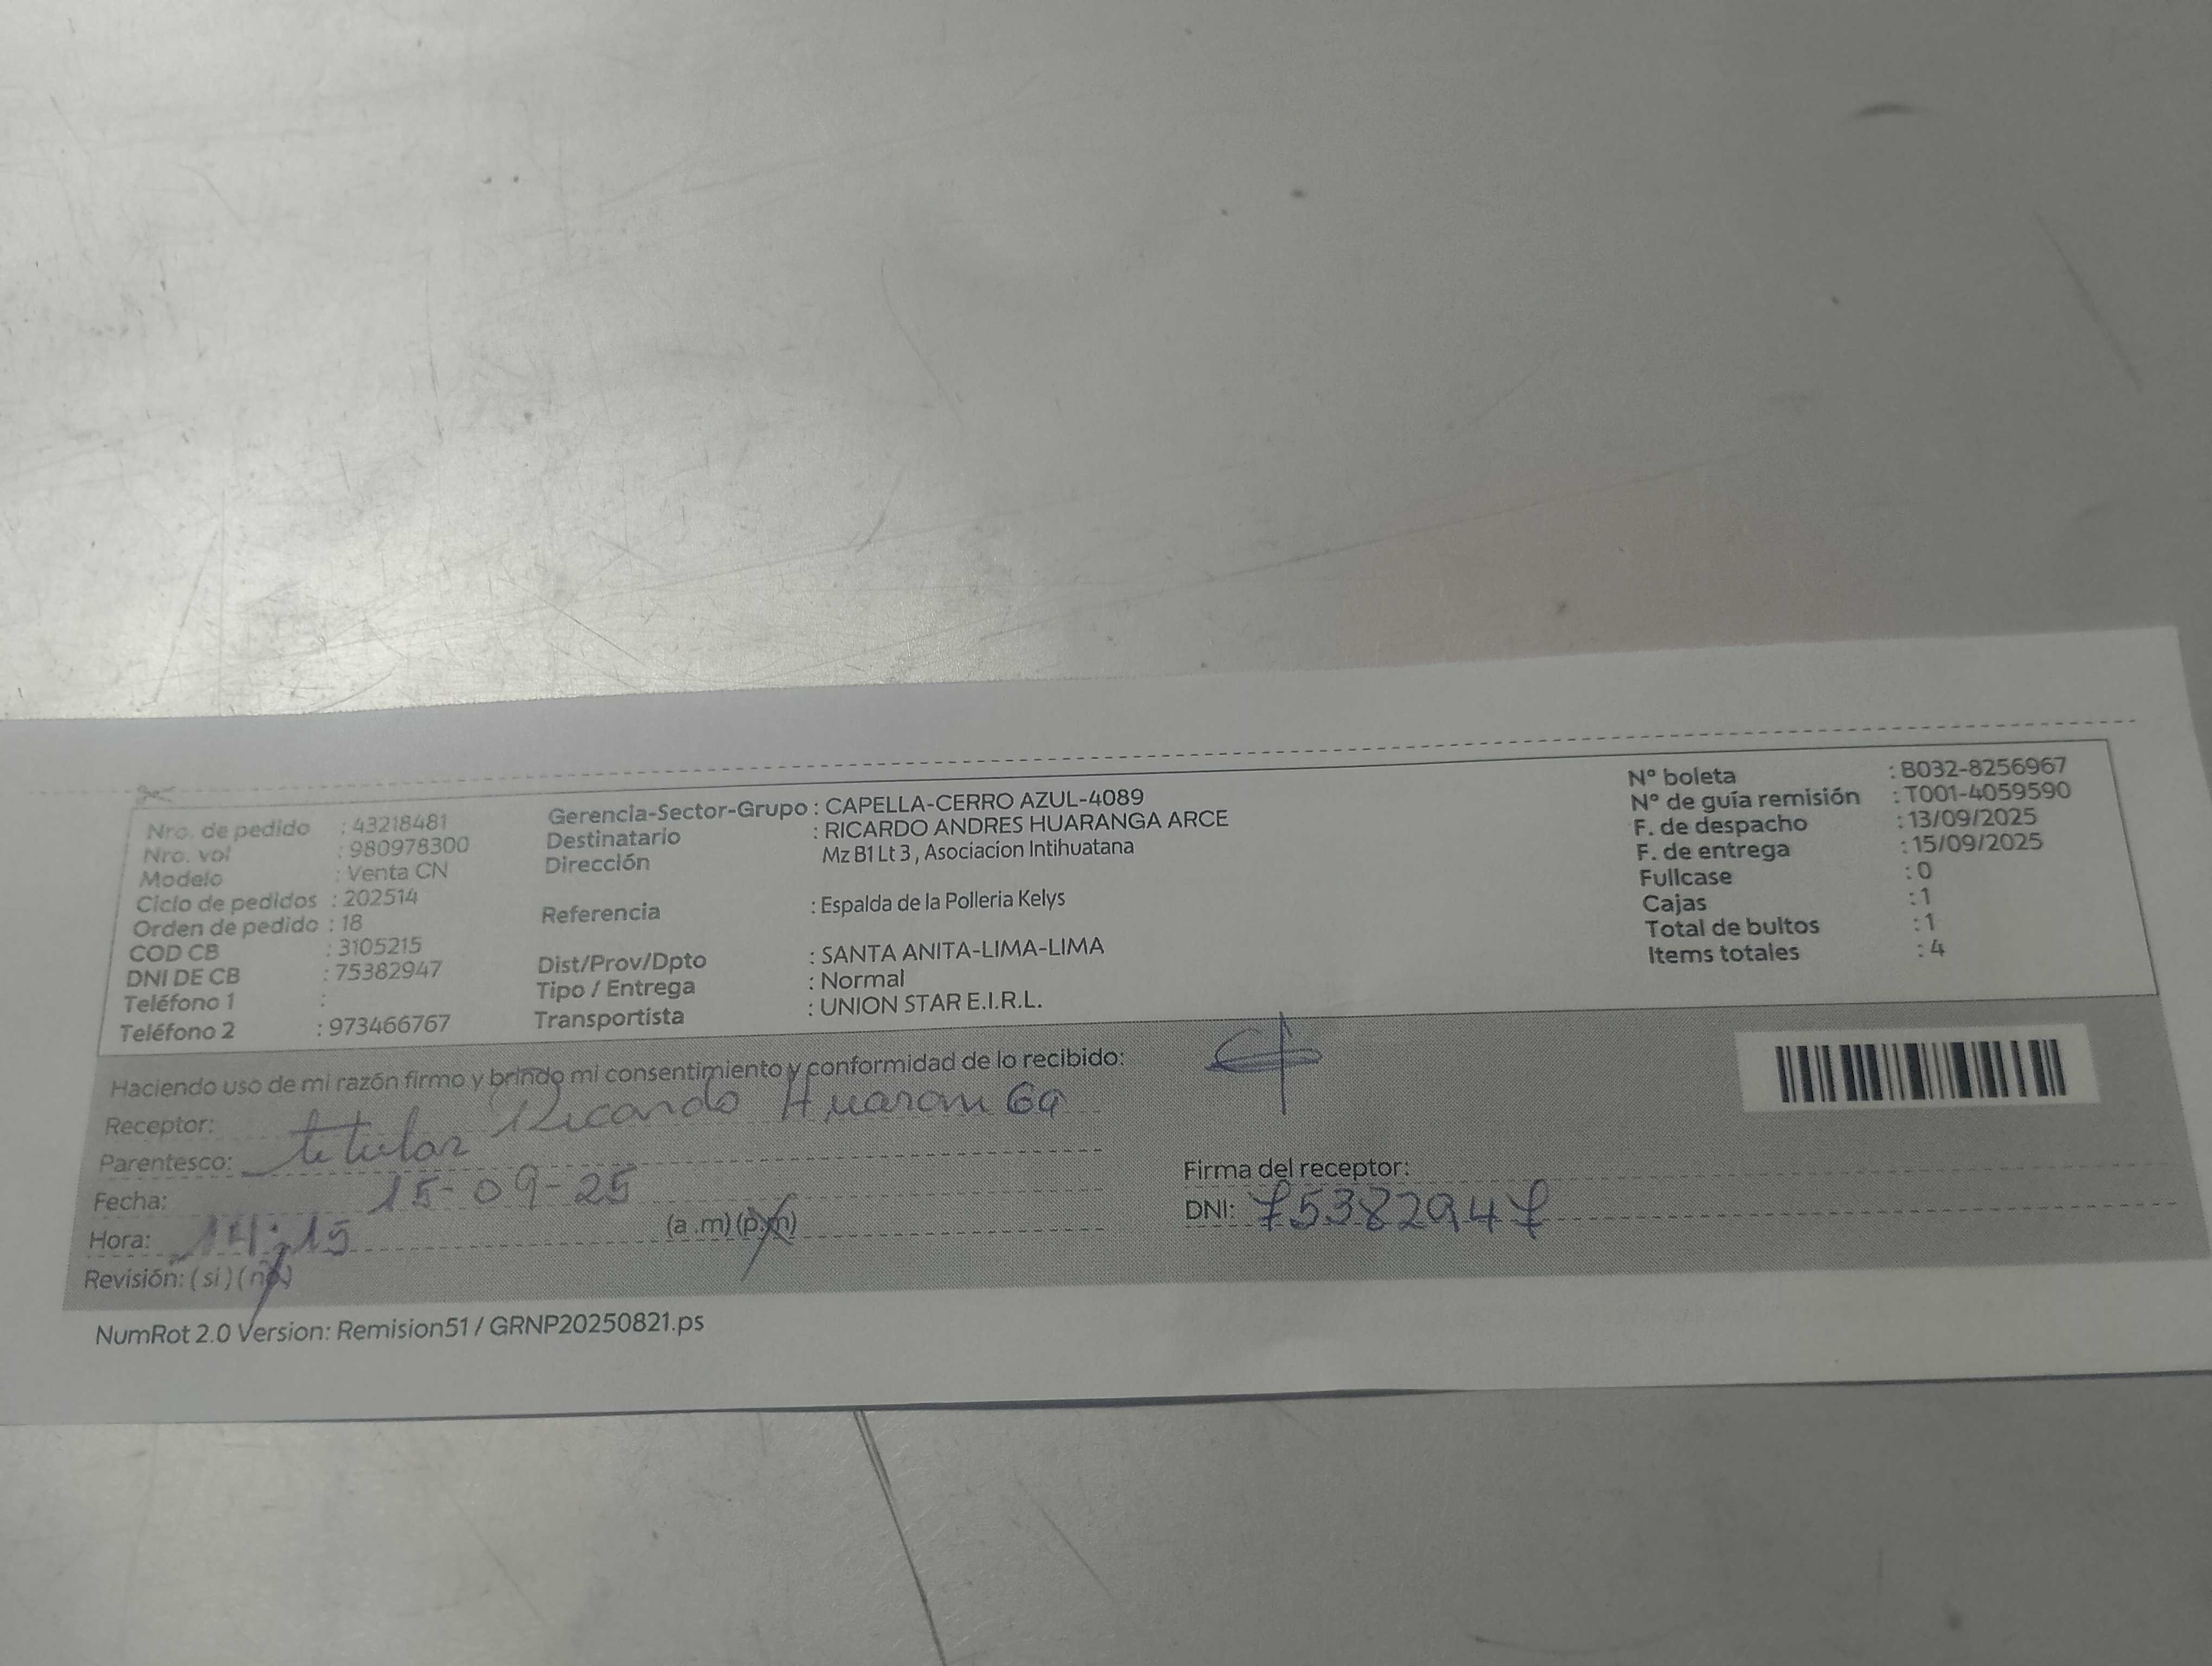 Nro. de pedido : 43218481
Nro. vol : 980978300
Modelo : Venta CN
Ciclo de pedidos : 202514
Orden de pedido : 18
COD CB : 3105215
DNI DE CB : 75382947
Teléfono 1 :
Teléfono 2 : 973466767
Gerencia-Sector-Grupo : CAPELLA-CERRO AZUL-4089
Destinatario : RICARDO ANDRES HUARANGA ARCE
Dirección Mz B1 Lt 3 , Asociacion Intihuatana
Referencia : Espalda de la Polleria Kelys
Dist/Prov/Dpto : SANTA ANITA-LIMA-LIMA
Tipo / Entrega : Normal
Transportista : UNION STAR E.I.R.L.
N° boleta : B032-8256967
N° de guía remisión : T001-4059590
F. de despacho : 13/09/2025
F. de entrega : 15/09/2025
Fullcase : 0
Cajas : 1
Total de bultos : 1
Items totales : 4
Haciendo uso de mi razón firmo y brindo mi consentimiento y conformidad de lo recibido:
Receptor: Ricardo Huaranga
Parentesco: titular
Fecha: 15-09-25
Hora: 14:15 (a .m) (p.m)
Revisión: ( si ) ( no )
Firma del receptor:
DNI: 75382947
NumRot 2.0 Version: Remision51 / GRNP20250821.ps